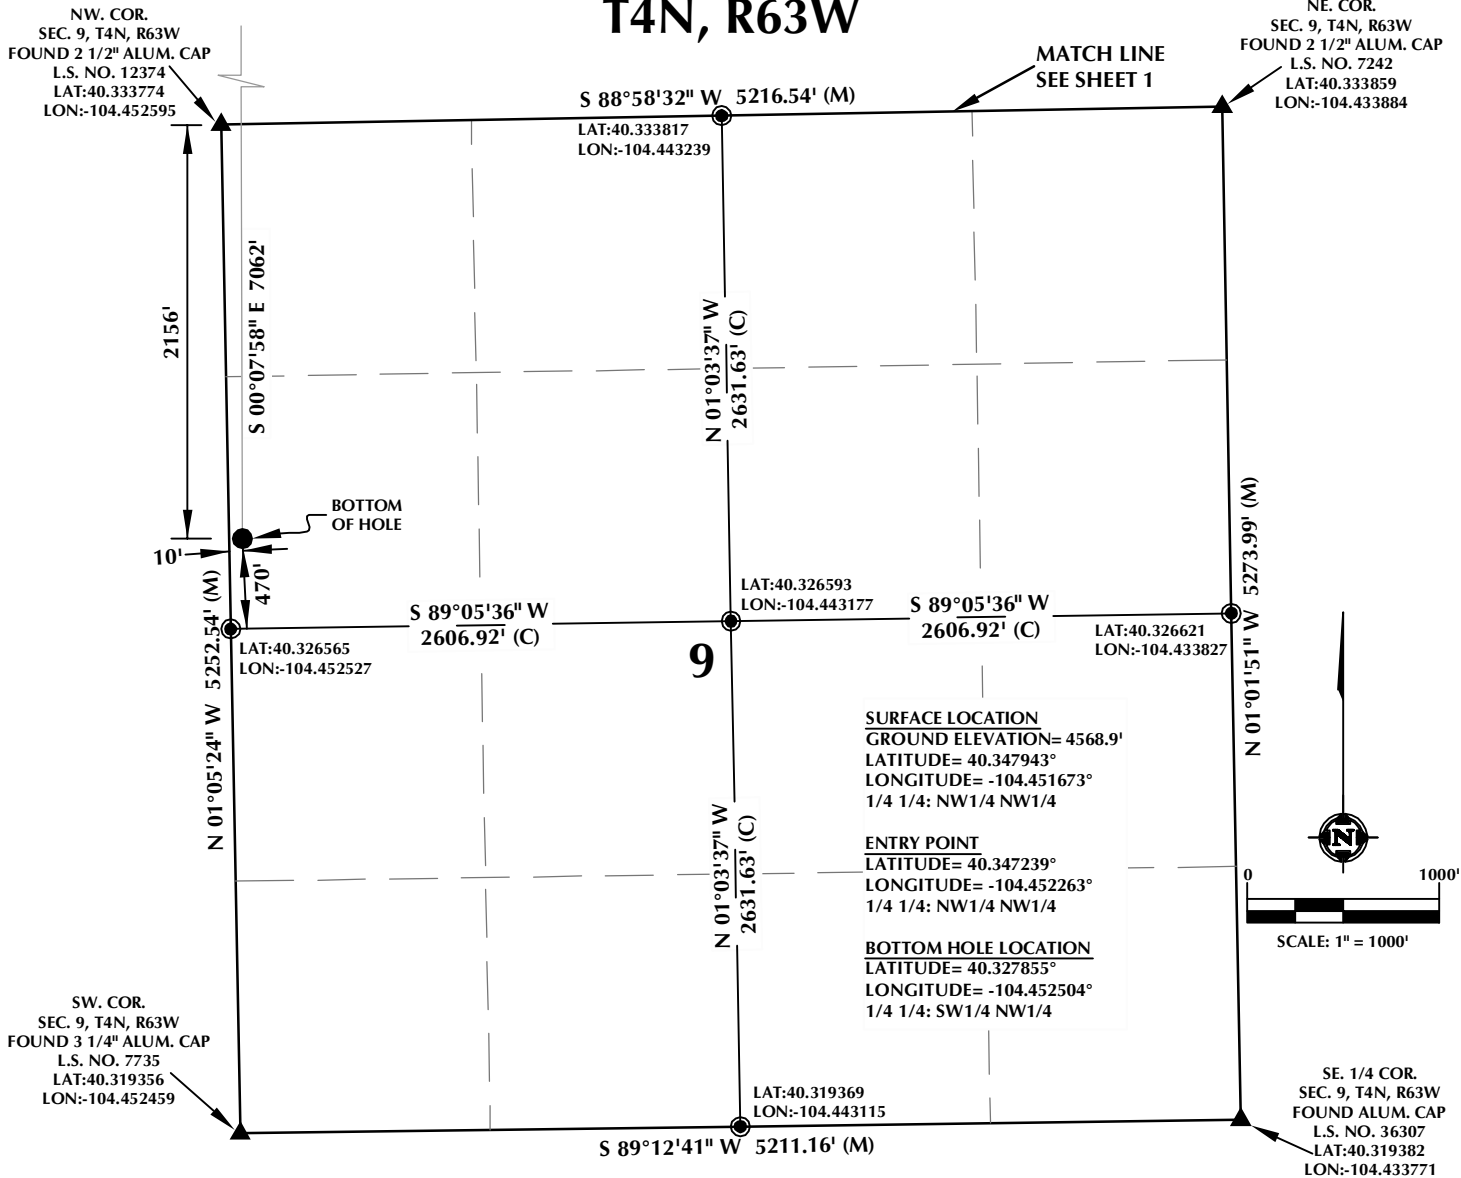 T4N, R63W
NW. COR.
SEC. 9, T4N, R63W
FOUND 2 1/2" ALUM. CAP
L.S. NO. 12374
LAT:40.333774
LON:-104.452595
NE. COR.
SEC. 9, T4N, R63W
FOUND 2 1/2" ALUM. CAP
L.S. NO. 7242
LAT:40.333859
LON:-104.433884
MATCH LINE
SEE SHEET 1
S 88°58'32" W 5216.54' (M)
LAT:40.333817
LON:-104.443239
2156'
S 00°07'58" E 7062'
N 01°03'37" W
2631.63' (C)
BOTTOM
OF HOLE
10'
470'
N 01°05'24" W 5252.54' (M)
N 01°01'51" W 5273.99' (M)
LAT:40.326593
LON:-104.443177
S 89°05'36" W
2606.92' (C)
S 89°05'36" W
2606.92' (C)
LAT:40.326565
LON:-104.452527
LAT:40.326621
LON:-104.433827
9
SURFACE LOCATION
GROUND ELEVATION= 4568.9'
LATITUDE= 40.347943°
LONGITUDE= -104.451673°
1/4 1/4: NW1/4 NW1/4
ENTRY POINT
LATITUDE= 40.347239°
LONGITUDE= -104.452263°
1/4 1/4: NW1/4 NW1/4
BOTTOM HOLE LOCATION
LATITUDE= 40.327855°
LONGITUDE= -104.452504°
1/4 1/4: SW1/4 NW1/4
N 01°03'37" W
2631.63' (C)
N
0 1000'
SCALE: 1" = 1000'
SW. COR.
SEC. 9, T4N, R63W
FOUND 3 1/4" ALUM. CAP
L.S. NO. 7735
LAT:40.319356
LON:-104.452459
LAT:40.319369
LON:-104.443115
S 89°12'41" W 5211.16' (M)
SE. 1/4 COR.
SEC. 9, T4N, R63W
FOUND ALUM. CAP
L.S. NO. 36307
LAT:40.319382
LON:-104.433771